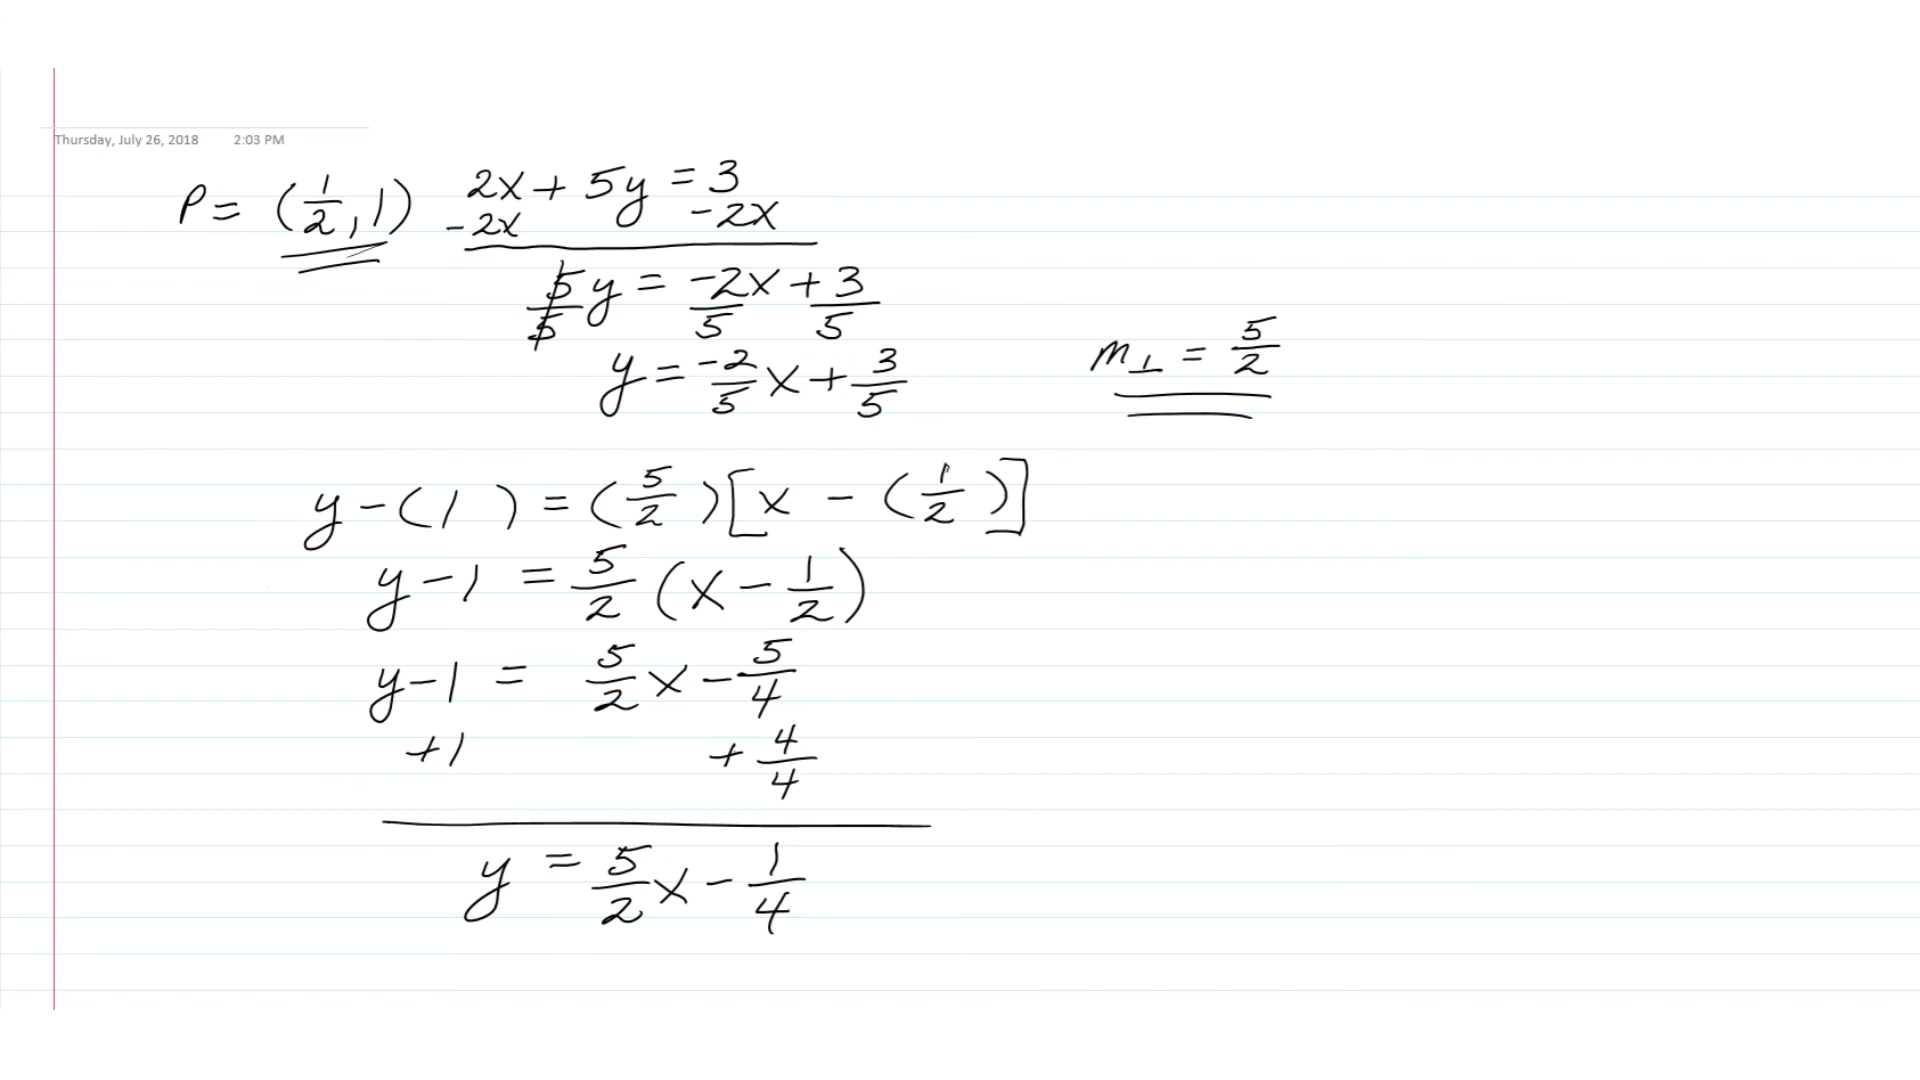 Thursday, July 26, 2018 2:03 PM
P = (1/2, 1) 2x + 5y = 3
-2x -2x
5y/5 = -2x/5 + 3/5
y = -2/5 x + 3/5
m⊥ = 5/2
y - (1 ) = (5/2)[x - (1/2)]
y - 1 = 5/2 (x - 1/2)
y - 1 = 5/2 x - 5/4
+1 + 4/4
y = 5/2 x - 1/4